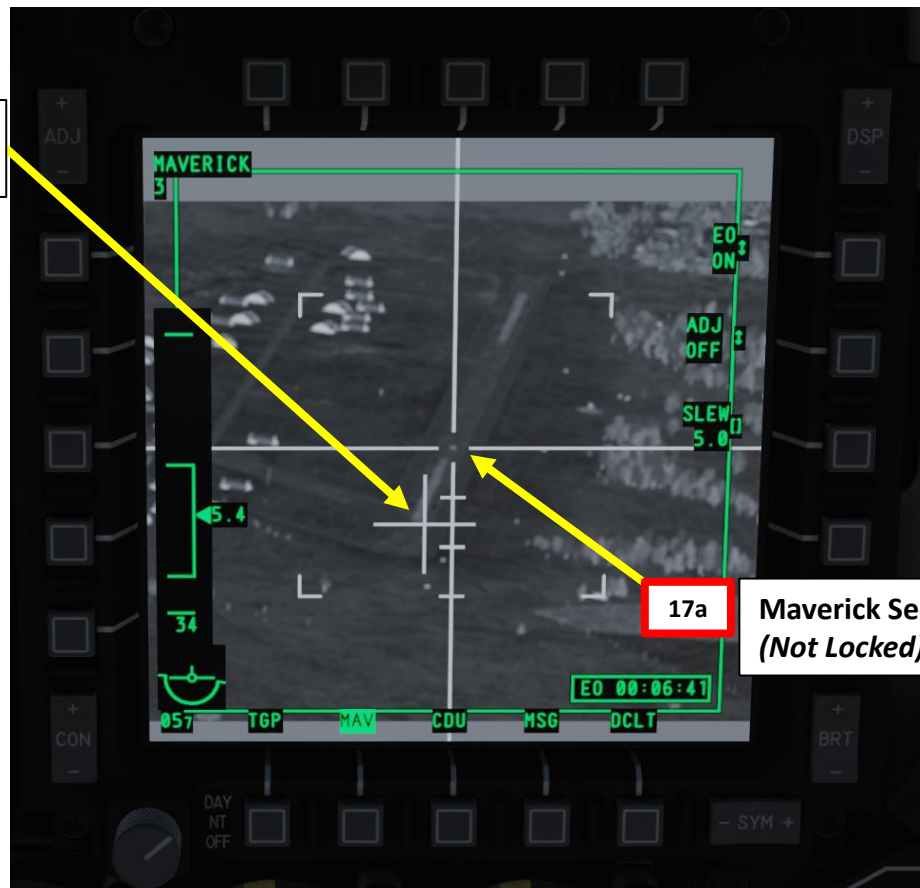 +
ADJ
-
+
DSP
-
MAVERICK
3
EO
ON
ADJ
OFF
SLEW
5.0
5.4
34
17a
Maverick Se
(Not Locked)
EO 00:06:41
057
TGP
MAV
CDU
MSG
DCLT
+
CON
-
+
BRT
-
DAY
NT
OFF
- SYM +